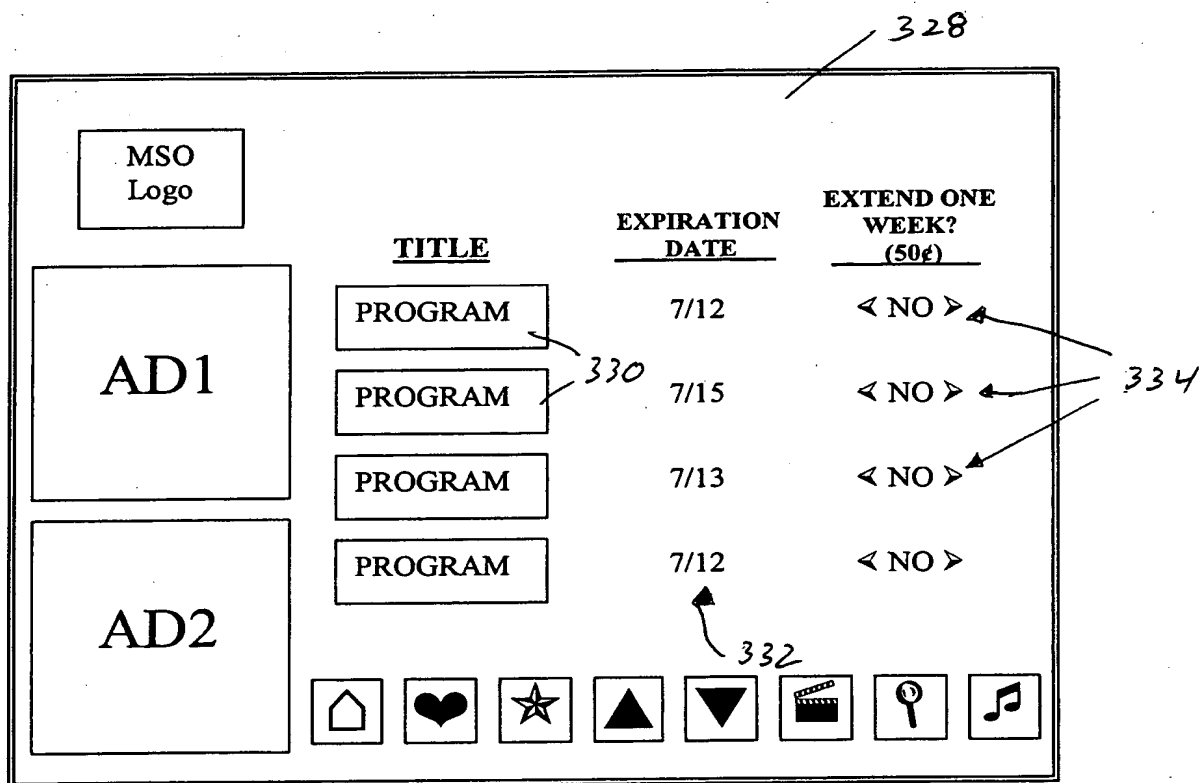 328
MSO
Logo
TITLE
EXPIRATION
DATE
EXTEND ONE
WEEK?
(50¢)
AD1
PROGRAM 7/12 < NO >
330
PROGRAM 7/15 < NO >
334
PROGRAM 7/13 < NO >
PROGRAM 7/12 < NO >
AD2
332